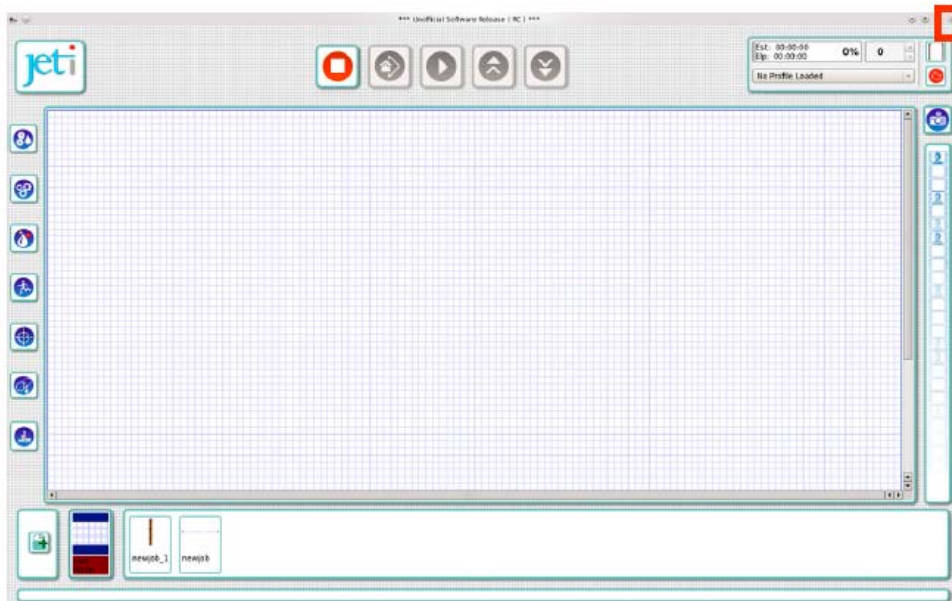 *** Unofficial Software Release ( RC ) ***
jeti
Est: 00:00:00
Elp: 00:00:00
0%
0
No Profile Loaded
newjob_1
newjob